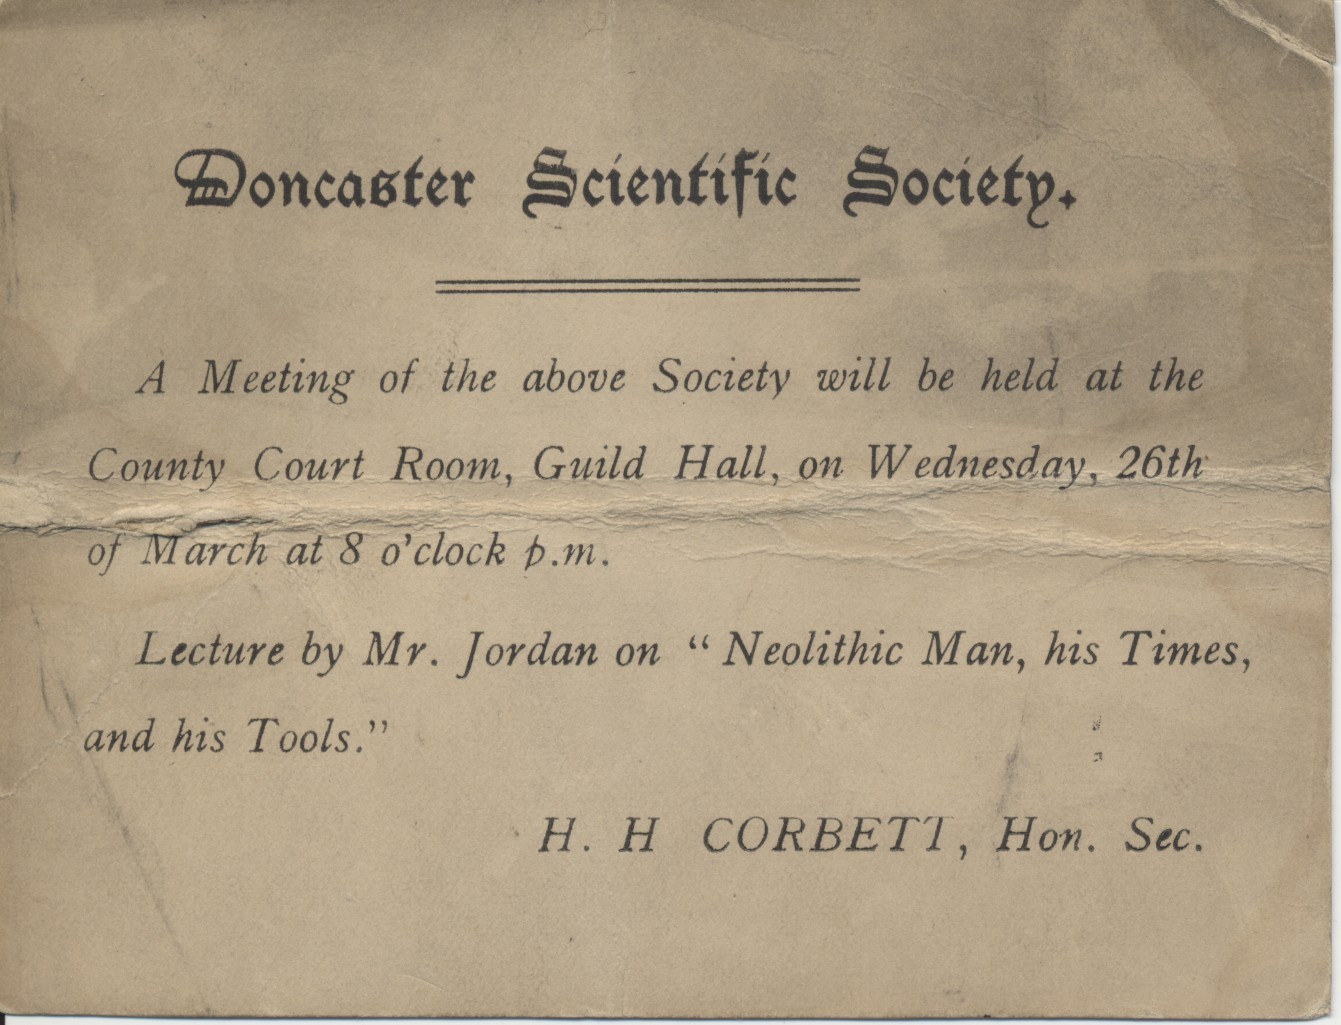 Doncaster Scientific Society.
A Meeting of the above Society will be held at the
County Court Room, Guild Hall, on Wednesday, 26th
of March at 8 o'clock p.m.
Lecture by Mr. Jordan on “ Neolithic Man, his Times,
and his Tools.”
H. H CORBETT, Hon. Sec.